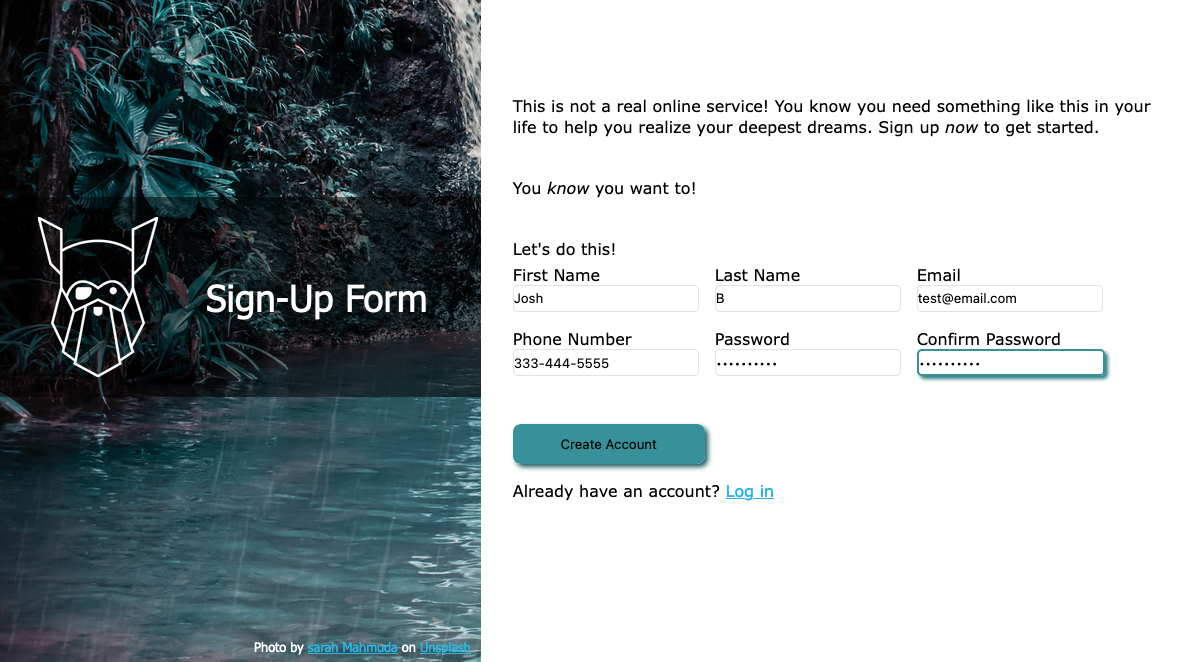 Sign-Up Form
Photo by sarah Mahmuda on Unsplash
This is not a real online service! You know you need something like this in your
life to help you realize your deepest dreams. Sign up now to get started.
You know you want to!
Let's do this!
First Name Last Name Email
Josh B test@email.com
Phone Number Password Confirm Password
333-444-5555 •••••••••• ••••••••••
Create Account
Already have an account? Log in